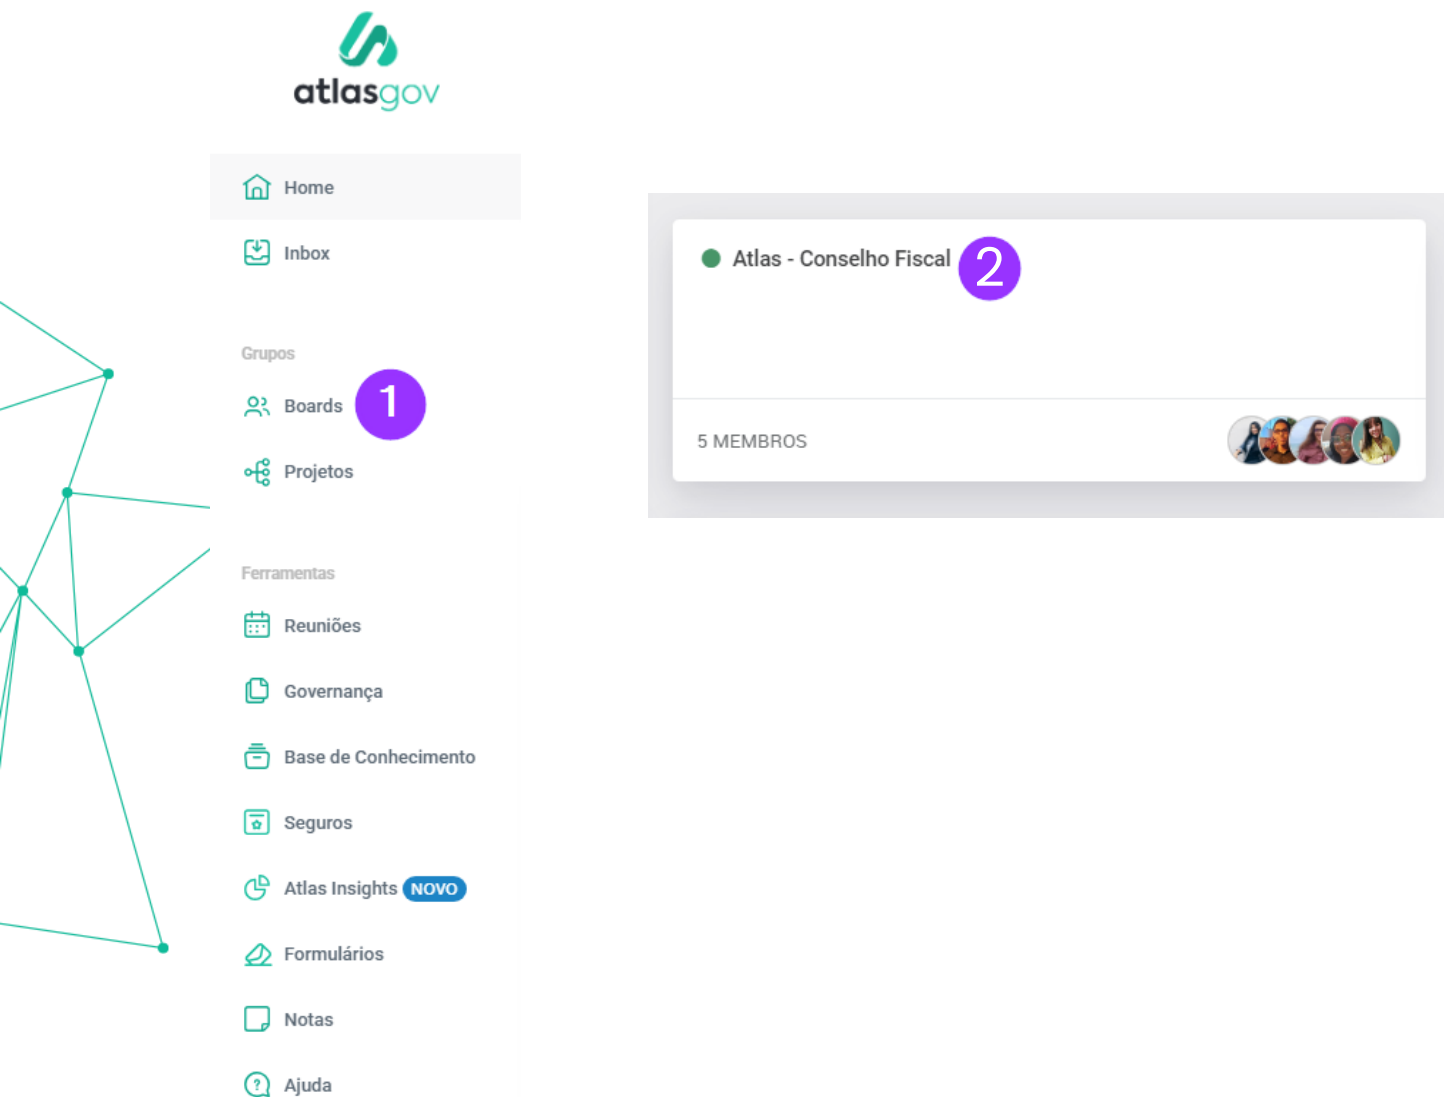 atlasgov
Home
Inbox
Grupos
Boards 1
Projetos
Ferramentas
Reuniões
Governança
Base de Conhecimento
Seguros
Atlas Insights NOVO
Formulários
Notas
Ajuda
Atlas - Conselho Fiscal 2
5 MEMBROS